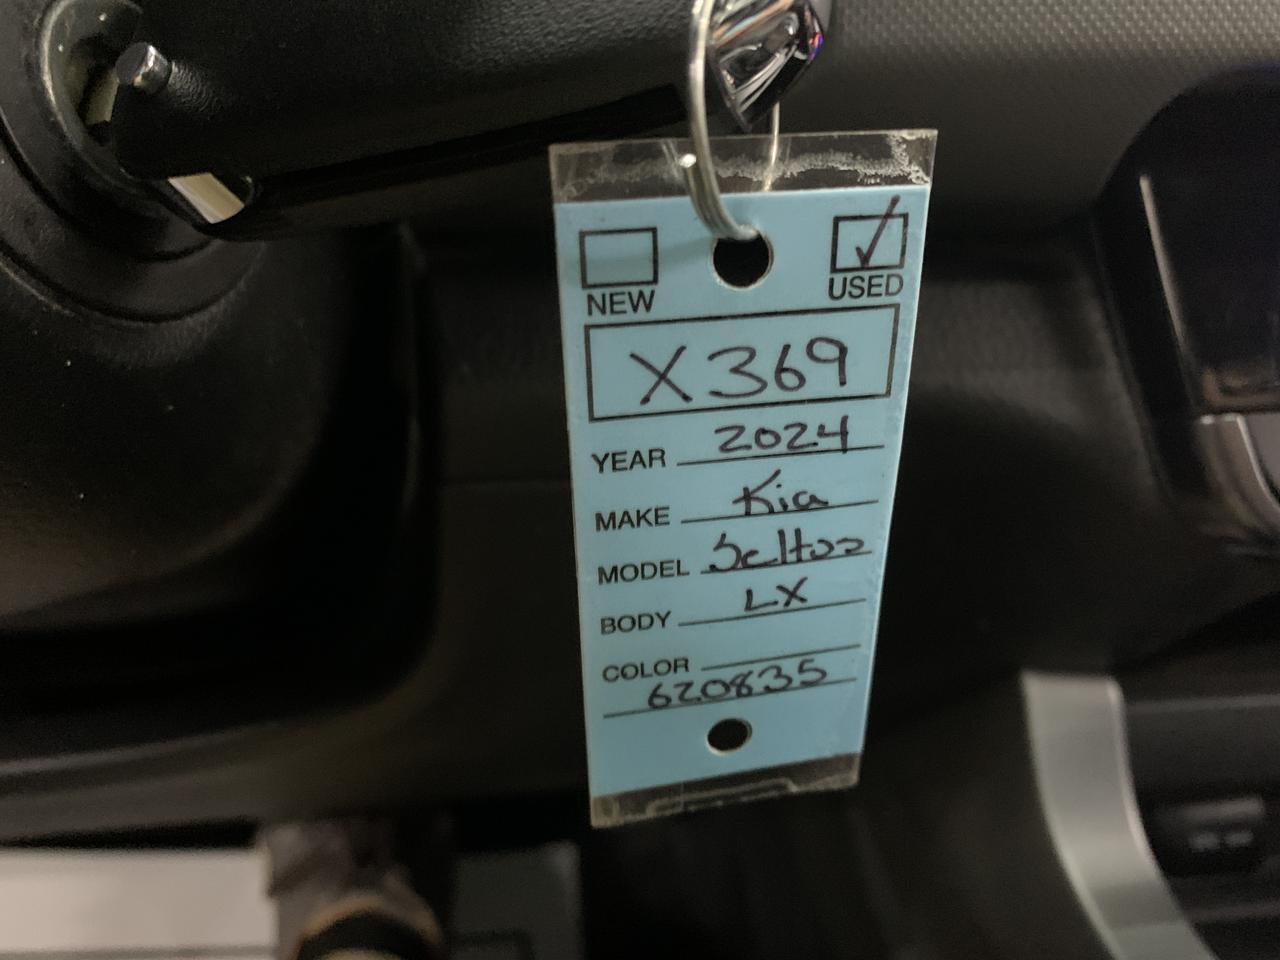 NEW USED
X369
YEAR 2024
MAKE Kia
MODEL Seltos
BODY LX
COLOR
620835